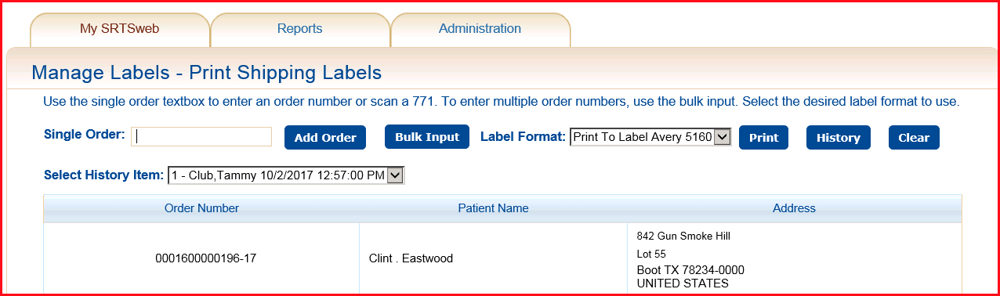 My SRTSweb Reports Administration
Manage Labels - Print Shipping Labels
Use the single order textbox to enter an order number or scan a 771. To enter multiple order numbers, use the bulk input. Select the desired label format to use.
Single Order: Add Order Bulk Input Label Format: Print To Label Avery 5160 Print History Clear
Select History Item: 1 - Club,Tammy 10/2/2017 12:57:00 PM
Order Number Patient Name Address
0001600000196-17 Clint . Eastwood 842 Gun Smoke Hill
Lot 55
Boot TX 78234-0000
UNITED STATES